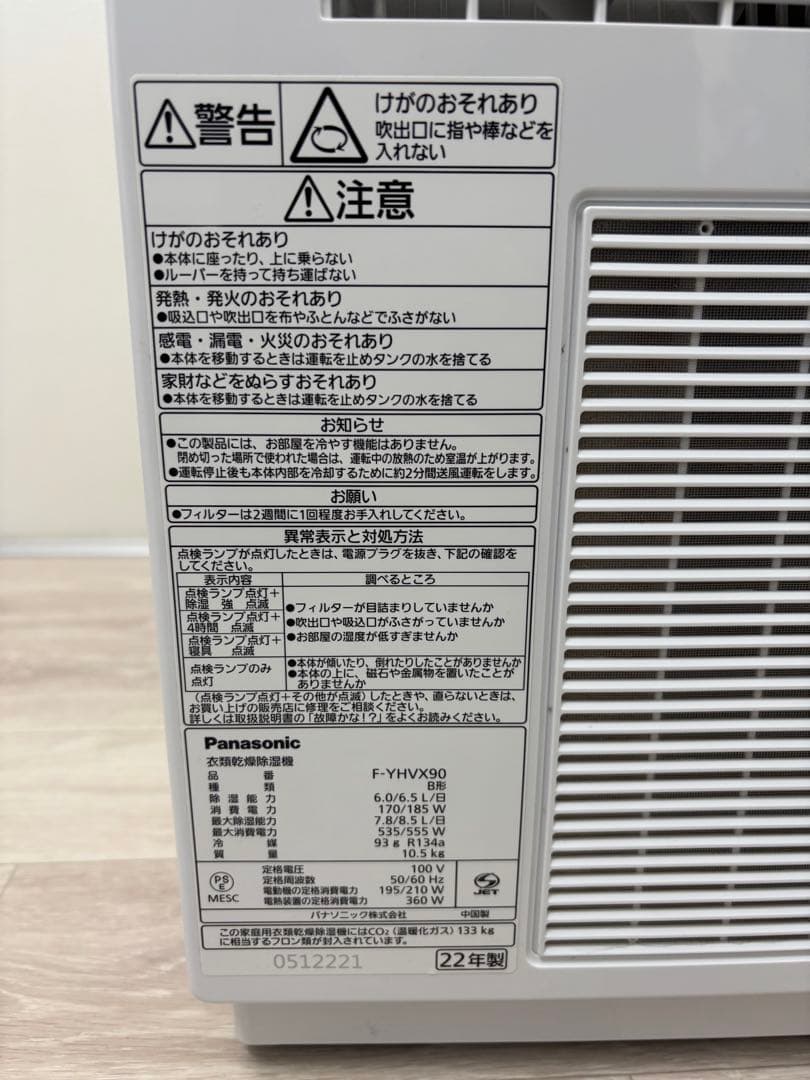 警告
けがのおそれあり
吹出口に指や棒などを
入れない
注意
けがのおそれあり
●本体に座ったり、上に乗らない
●ルーバーを持って持ち運ばない
発熱・発火のおそれあり
●吸込口や吹出口を布やふとんなどでふさがない
感電・漏電・火災のおそれあり
●本体を移動するときは運転を止めタンクの水を捨てる
家財などをぬらすおそれあり
●本体を移動するときは運転を止めタンクの水を捨てる
お知らせ
●この製品には、お部屋を冷やす機能はありません。
閉め切った場所で使われた場合は、運転中の放熱のため室温が上がります。
●運転停止後も本体内部を冷却するために約2分間送風運転をします。
お願い
●フィルターは2週間に1回程度お手入れしてください。
異常表示と対処方法
点検ランプが点灯したときは、電源プラグを抜き、下記の確認を
してください。
表示内容 調べるところ
点検ランプ点灯+
除湿 強 点滅
点検ランプ点灯+
4時間 点滅
点検ランプ点灯+
寝具 点滅
●フィルターが目詰まりしていませんか
●吹出口や吸込口がふさがっていませんか
●お部屋の湿度が低すぎませんか
点検ランプのみ
点灯
●本体が傾いたり、倒れたりしたことがありませんか
●本体の上に、磁石や金属物を置いたことが
ありませんか
(点検ランプ点灯+その他が点滅)したときや、直らないときは、
お買い上げの販売店に修理をご相談ください。
詳しくは取扱説明書の「故障かな!?」をよくお読みください。
Panasonic
衣類乾燥除湿機
品番 F-YHVX90
種類 B形
除湿能力 6.0/6.5 L/日
消費電力 170/185 W
最大除湿能力 7.8/8.5 L/日
最大消費電力 535/555 W
冷媒 93 g R134a
質量 10.5 kg
PS
E
MESC
定格電圧 100 V
定格周波数 50/60 Hz
電動機の定格消費電力 195/210 W
電熱装置の定格消費電力 360 W
JET
パナソニック株式会社 中国製
この家庭用衣類乾燥除湿機にはCO₂(温暖化ガス)133 kg
に相当するフロン類が封入されています。
0512221
22年製